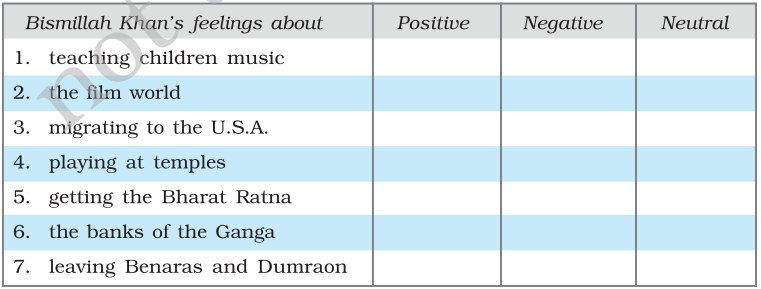 Bismillah Khan's feelings about Positive Negative Neutral
1. teaching children music
2. the film world
3. migrating to the U.S.A.
4. playing at temples
5. getting the Bharat Ratna
6. the banks of the Ganga
7. leaving Benaras and Dumraon
not